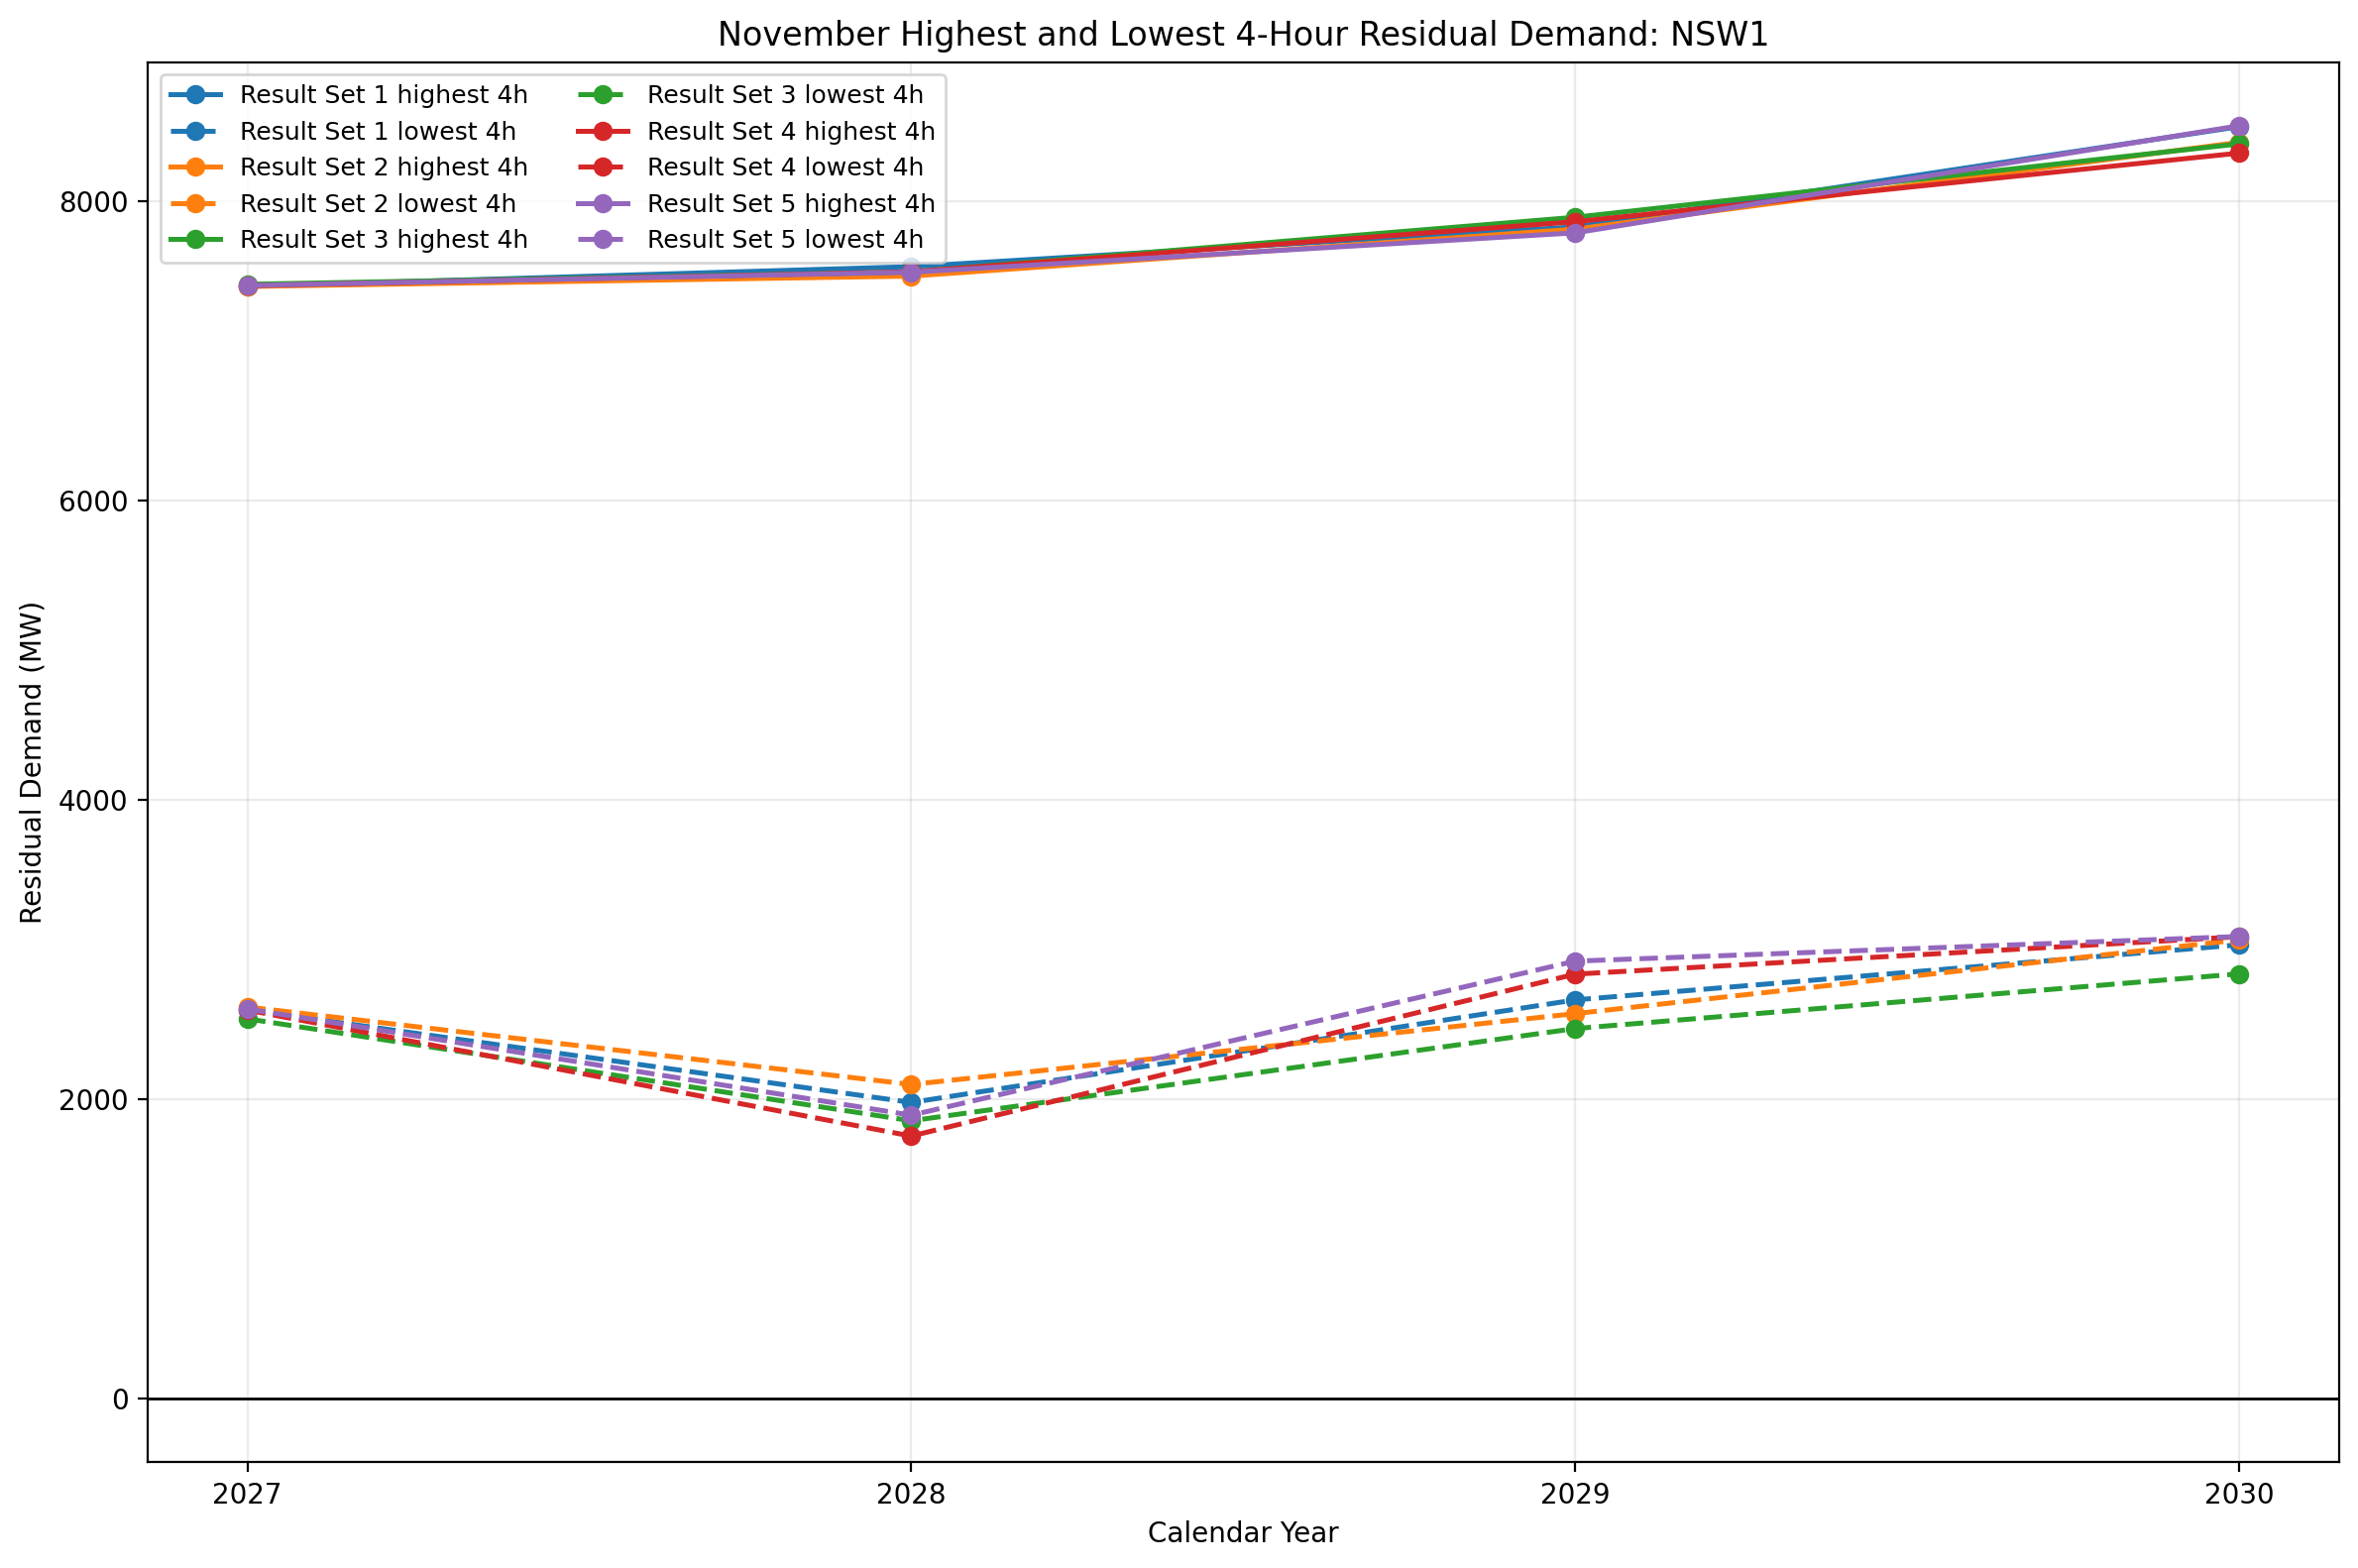 November Highest and Lowest 4-Hour Residual Demand: NSW1
Result Set 1 highest 4h
Result Set 1 lowest 4h
Result Set 2 highest 4h
Result Set 2 lowest 4h
Result Set 3 highest 4h
Result Set 3 lowest 4h
Result Set 4 highest 4h
Result Set 4 lowest 4h
Result Set 5 highest 4h
Result Set 5 lowest 4h
Residual Demand (MW)
8000
6000
4000
2000
0
2027
2028
2029
2030
Calendar Year